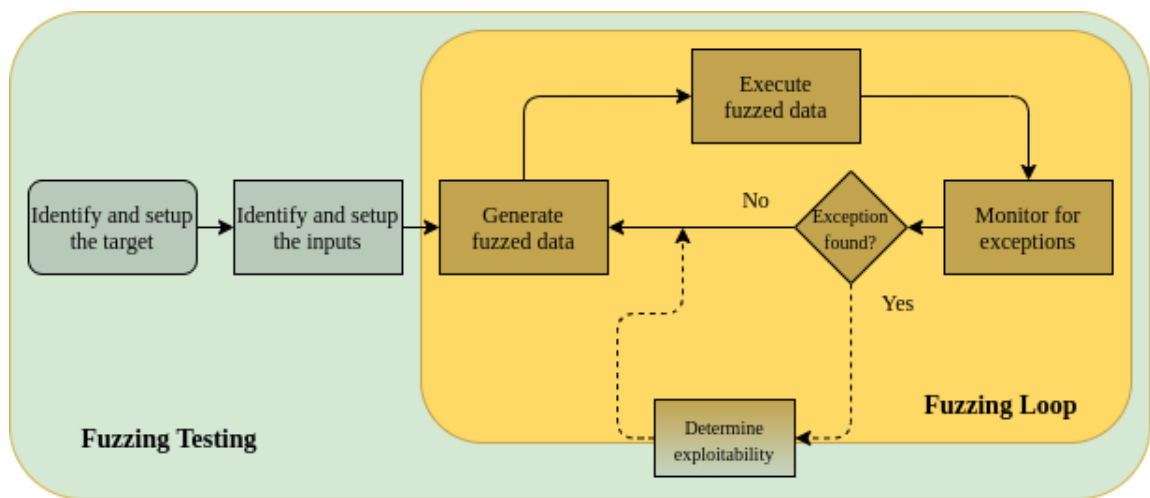 Execute
fuzzed data
Identify and setup
the target
Identify and setup
the inputs
Generate
fuzzed data
No
Exception
found?
Monitor for
exceptions
Yes
Determine
exploitability
Fuzzing Loop
Fuzzing Testing